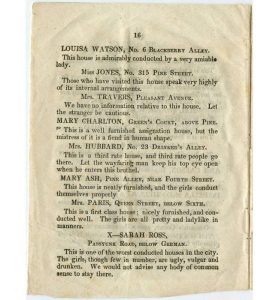 16
LOUISA WATSON, No. 6 BLACKBERRY ALLEY.
This house is admirably conducted by a very amiable
lady.
Miss JONES, No. 315 PINE STREET.
Those who have visited this house speak very highly
of its internal arrangements.
Mrs. TRAVERS, PLEASANT AVENUE.
We have no information relative to this house. Let
the stranger be cautious.
MARY CHARLTON, GREEN'S COURT, ABOVE PINE.
This is a well furnished assignation house, but the
mistress of it is a fiend in human shape.
Mrs. HUBBARD, No. 23 DRINKER'S ALLEY.
This is a third rate house, and third rate people go
there. Let the wayfaring man keep his top eye open
when he enters this brothel.
MARY ASH, PINE ALLEY, NEAR FOURTH STREET.
This house is neatly furnished, and the girls conduct
themselves properly
Mrs. PARIS, QUEEN STREET, BELOW SIXTH.
This is a first class house; nicely furnished, and con-
ducted well. The girls are all pretty and ladylike in
manners.
X—SARAH ROSS,
ROAD, BELOW GERMAN.
This is one of the worst conducted houses in the city.
The girls, though few in number, are ugly, vulgar and
drunken. We would not advise any body of common
sense to stay there.